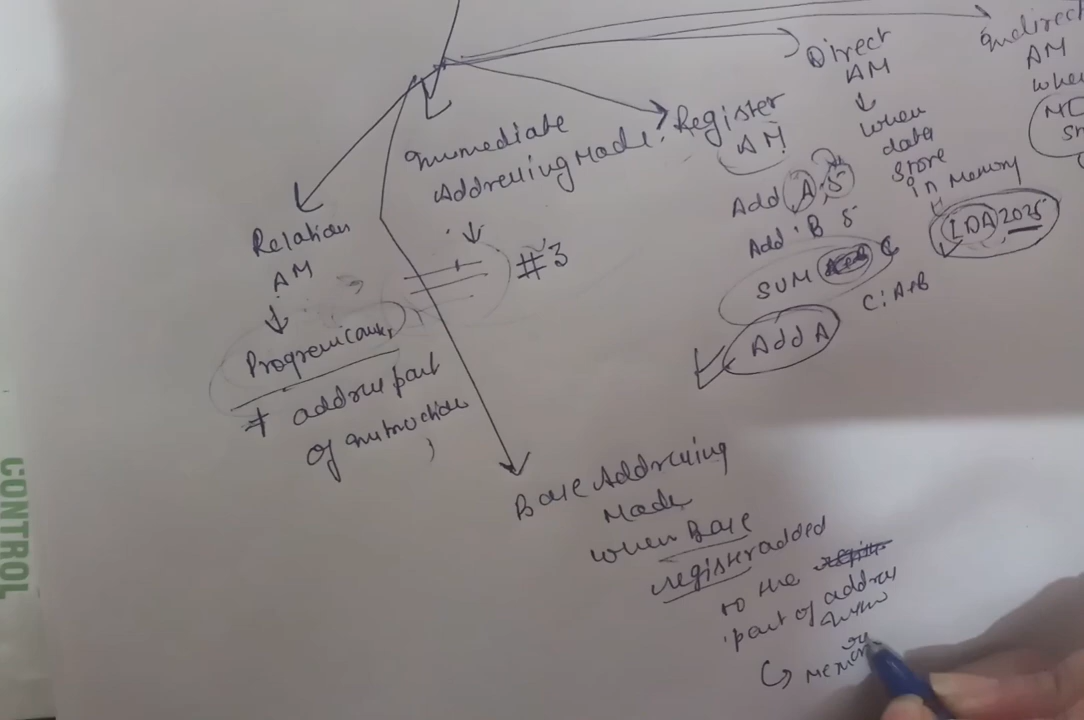 Direct
AM
when
data
store
in Memory
LDA 2025
Indirect
AM
when
Register
AM
Add A, 5
Add B 5
SUM C
C: A+B
Add A
Immediate
Addressing Mode
#3
Relation
AM
Program
+ address part
of instruction
Base Addressing
Mode
when Base
register added
to the
part of address
CONTROL